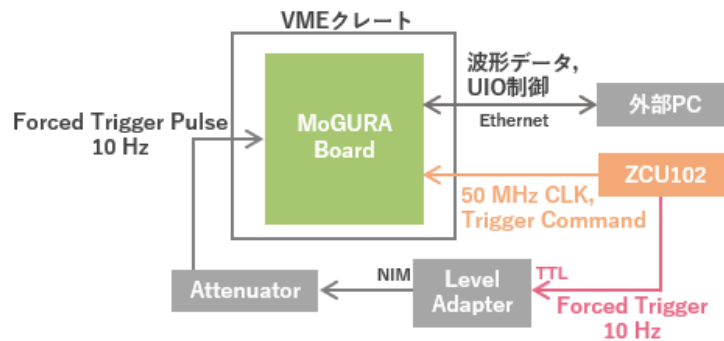 VMEクレート
波形データ,
UIO制御
Ethernet
外部PC
Forced Trigger Pulse
10 Hz
MoGURA
Board
ZCU102
50 MHz CLK,
Trigger Command
Attenuator
NIM
Level
Adapter
TTL
Forced Trigger
10 Hz